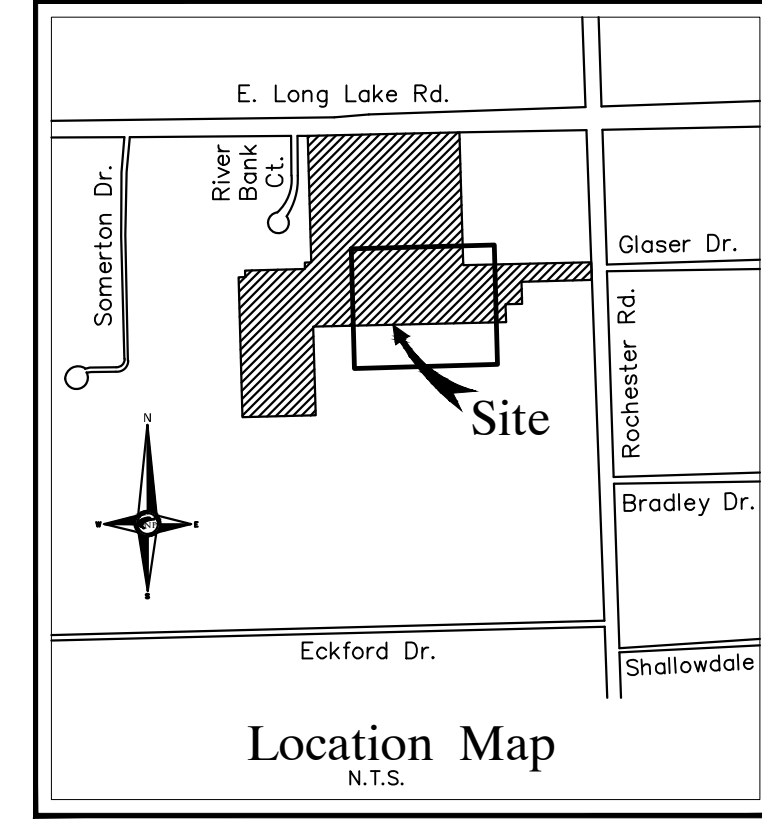 E. Long Lake Rd.
River
Bank
Ct.
Somerton Dr.
Glaser Dr.
Rochester Rd.
Site
N
W
E
S
Bradley Dr.
Eckford Dr.
Shallowdale
Location Map
N.T.S.